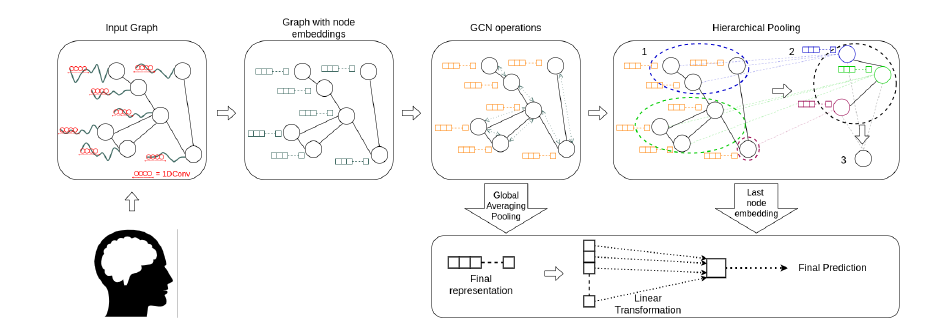 Input Graph
Graph with node
embeddings
GCN operations
Hierarchical Pooling
1
2
3
= 1DConv
Global
Averaging
Pooling
Last
node
embedding
Final
representation
Linear
Transformation
Final Prediction